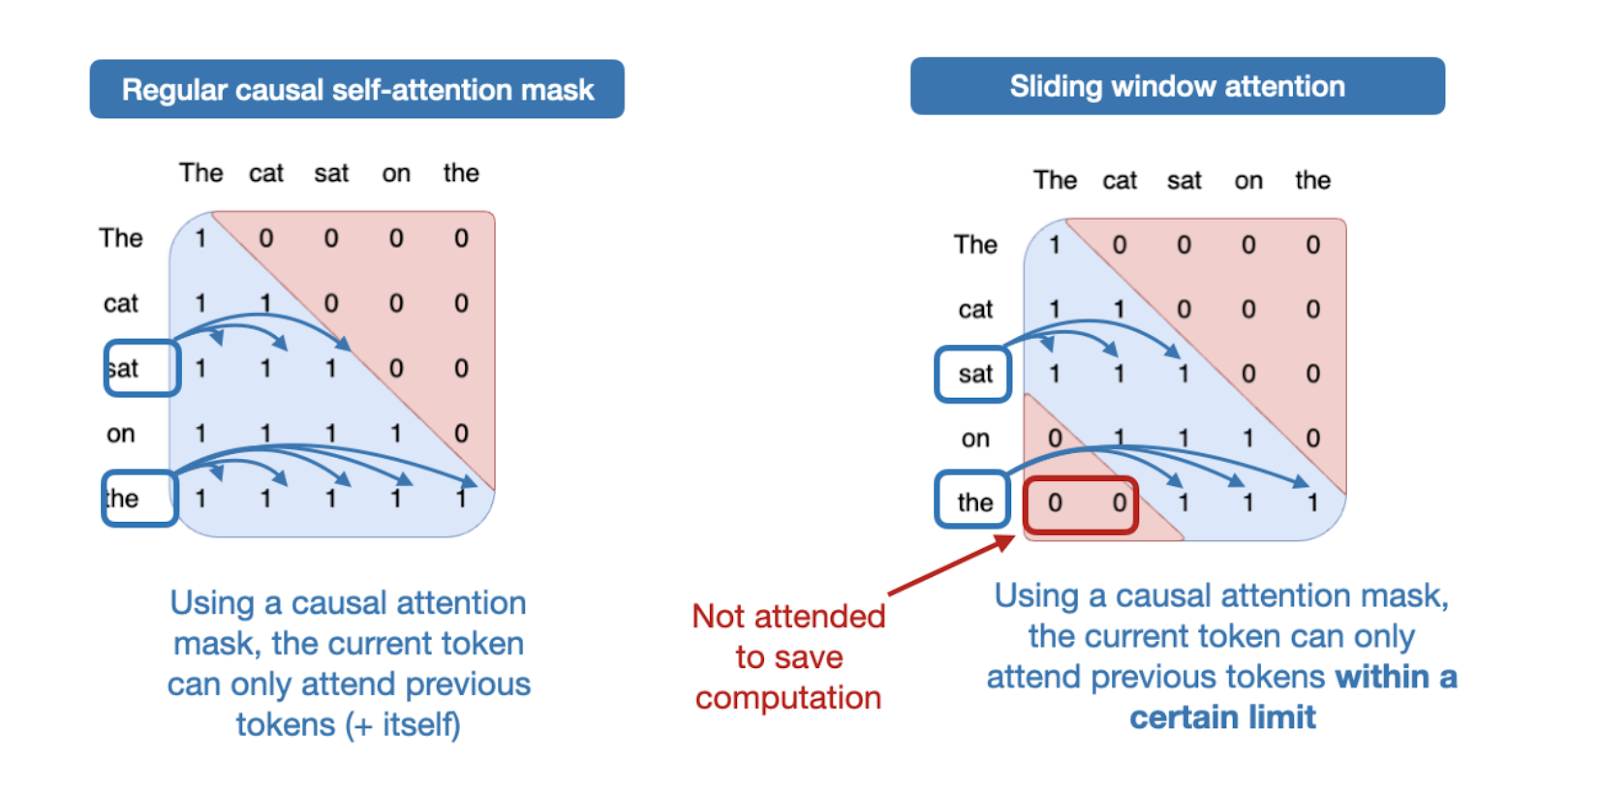 Regular causal self-attention mask
The cat sat on the
The 1 0 0 0 0
cat 1 1 0 0 0
sat 1 1 1 0 0
on 1 1 1 1 0
the 1 1 1 1 1
Using a causal attention
mask, the current token
can only attend previous
tokens (+ itself)
Sliding window attention
The cat sat on the
The 1 0 0 0 0
cat 1 1 0 0 0
sat 1 1 1 0 0
on 0 1 1 1 0
the 0 0 1 1 1
Not attended
to save
computation
Using a causal attention mask,
the current token can only
attend previous tokens within a
certain limit